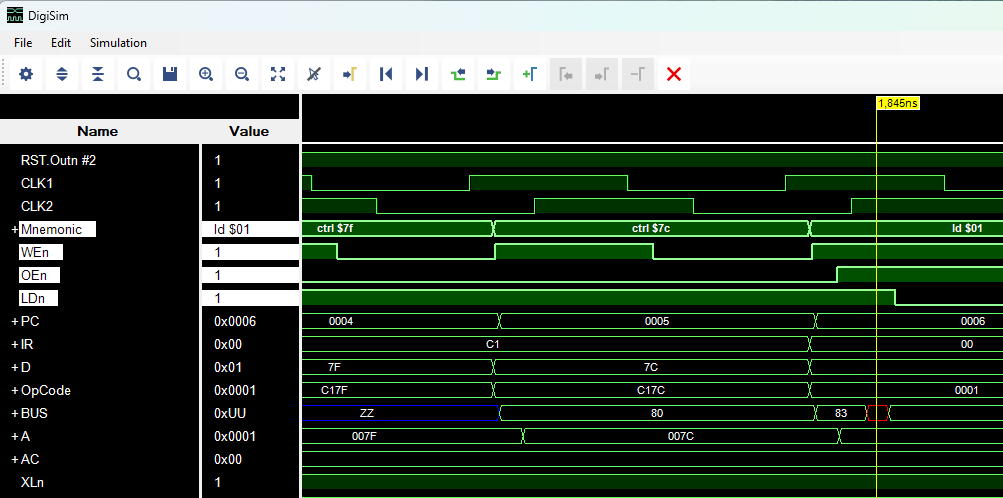 DigiSim
File Edit Simulation
1,845ns
Name Value
RST.Outn #2 1
CLK1 1
CLK2 1
+Mnemonic ld $01 ctrl $7f ctrl $7c ld $01
WEn 1
OEn 1
LDn 1
+PC 0x0006 0004 0005 0006
+IR 0x00 C1 00
+D 0x01 7F 7C
+OpCode 0x0001 C17F C17C 0001
+BUS 0xUU ZZ 80 83
+A 0x0001 007F 007C
+AC 0x00
XLn 1